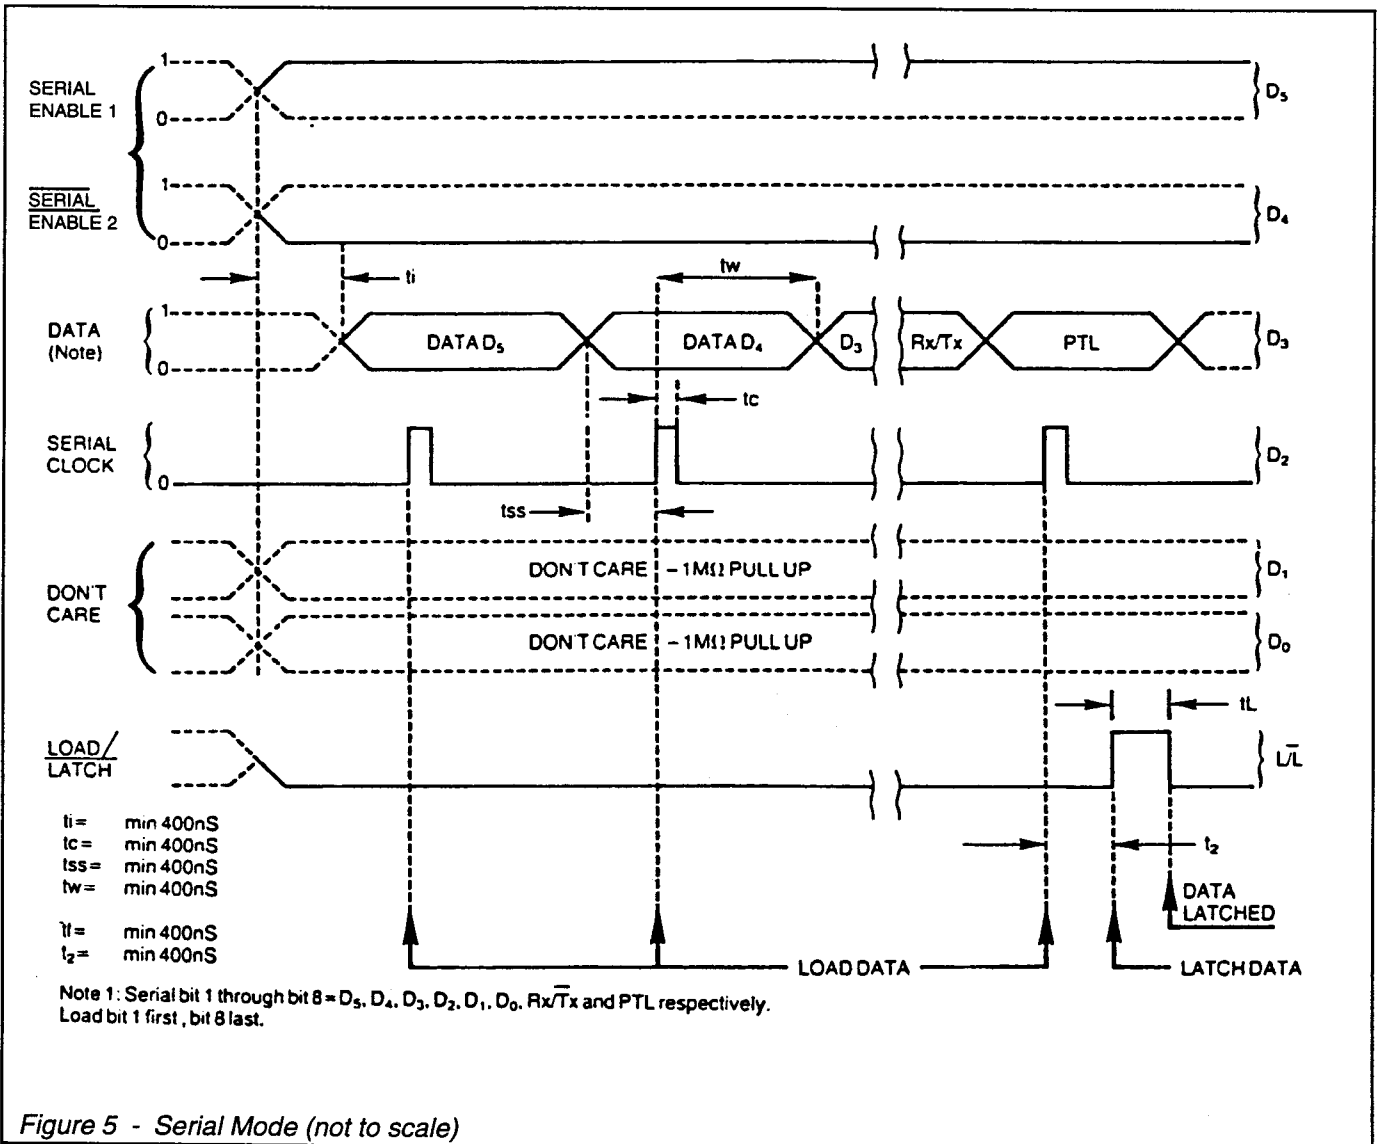 SERIAL
ENABLE 1
1
0
D₅
SERIAL
ENABLE 2
1
0
D₄
ti
tw
DATA
(Note)
1
0
DATA D₅
DATA D₄
D₃
Rx/Tx
PTL
D₃
tc
SERIAL
CLOCK
0
D₂
tss
DON'T
CARE
DON'T CARE – 1MΩ PULL UP
D₁
DON'T CARE – 1MΩ PULL UP
D₀
tL
LOAD/
LATCH
L/L̅
ti= min 400nS
tc= min 400nS
tss= min 400nS
tw= min 400nS
min 400nS
t₂= min 400nS
t₂
DATA
LATCHED
LOAD DATA
LATCH DATA
Note 1: Serial bit 1 through bit 8 = D₅, D₄, D₃, D₂, D₁, D₀, Rx/T̅x and PTL respectively.
Load bit 1 first, bit 8 last.
Figure 5 - Serial Mode (not to scale)